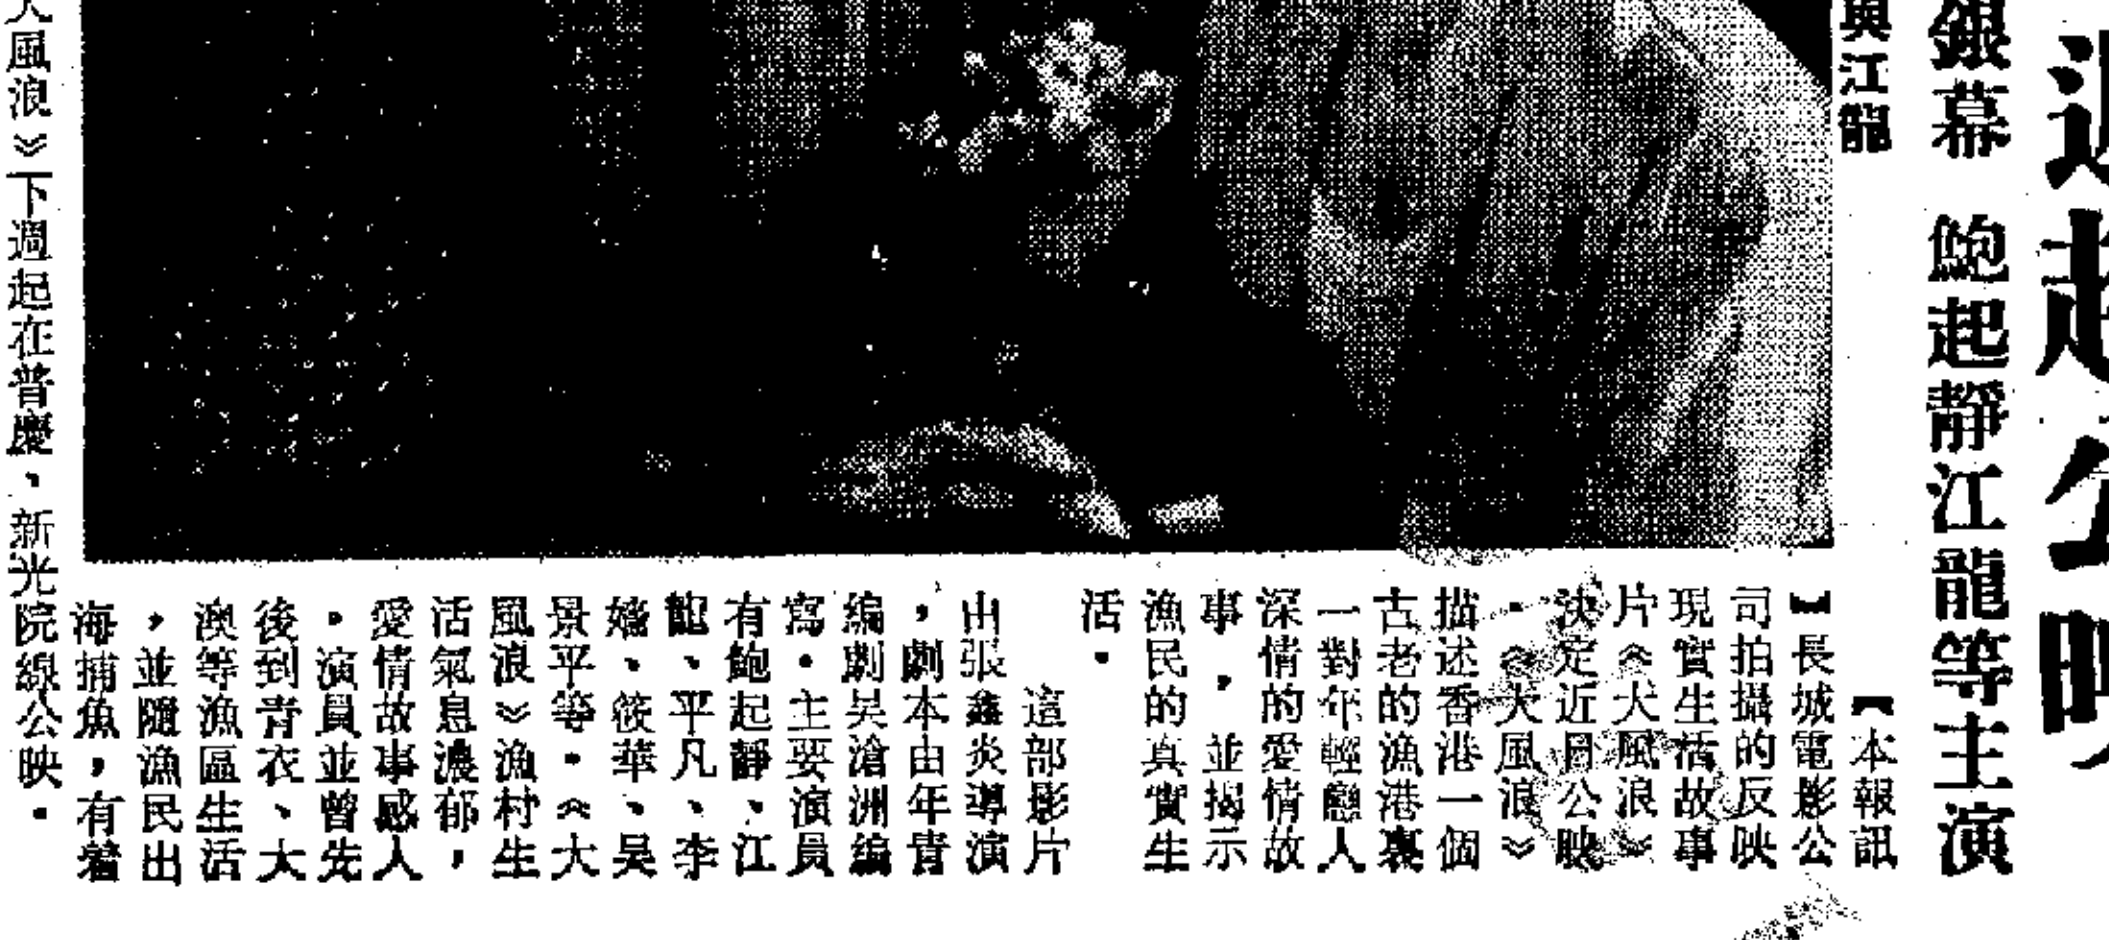 近起公映
銀幕 鮑起靜江龍等主演
與江龍
【本報訊
】長城電影公
司拍攝的反映
現實生活故事
片《大風浪》
決定近日公映
。《大風浪》
描述香港一個
古老的漁港裏
一對年輕戀人
深情的愛情故
事,並揭示
漁民的真實生
活。
這部影片
由張鑫炎導演
,劇本由年青
編劇吴滄洲編
寫。主要演員
有鮑起靜、江
龍、平凡、李
嬙、筱華、吴
景平等。《大
風浪》漁村生
活氣息濃郁,
愛情故事感人
。演員並曾先
後到青衣、大
澳等漁區生活
,並隨漁民出
海捕魚,有着
大風浪》下週起在普慶、新光院線公映。